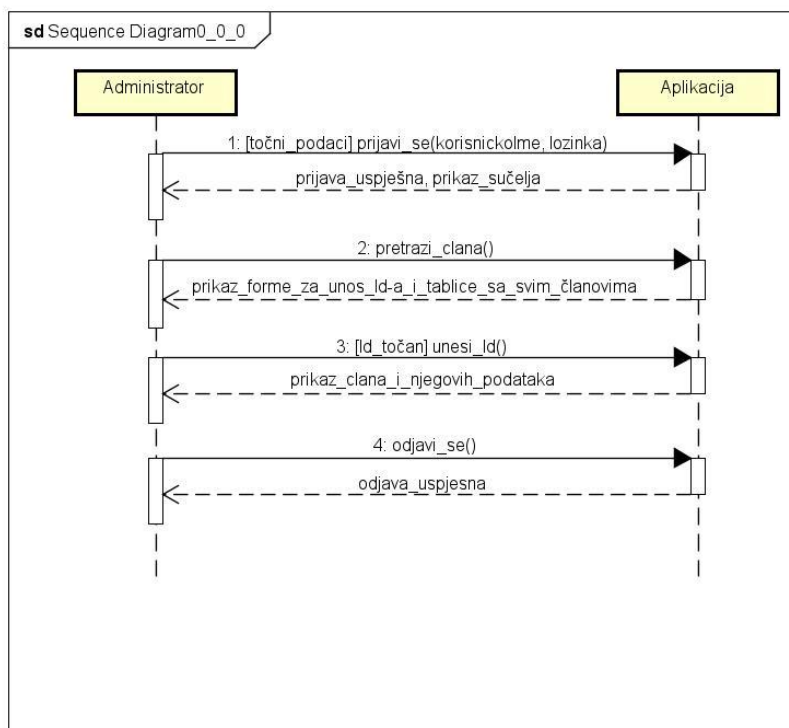 sd Sequence Diagram0_0_0
Administrator
Aplikacija
1: [točni_podaci] prijavi_se(korisnickoIme, lozinka)
prijava_uspješna, prikaz_sučelja
2: pretrazi_clana()
prikaz_forme_za_unos_Id-a_i_tablice_sa_svim_članovima
3: [Id_točan] unesi_Id()
prikaz_clana_i_njegovih_podataka
4: odjavi_se()
odjava_uspjesna